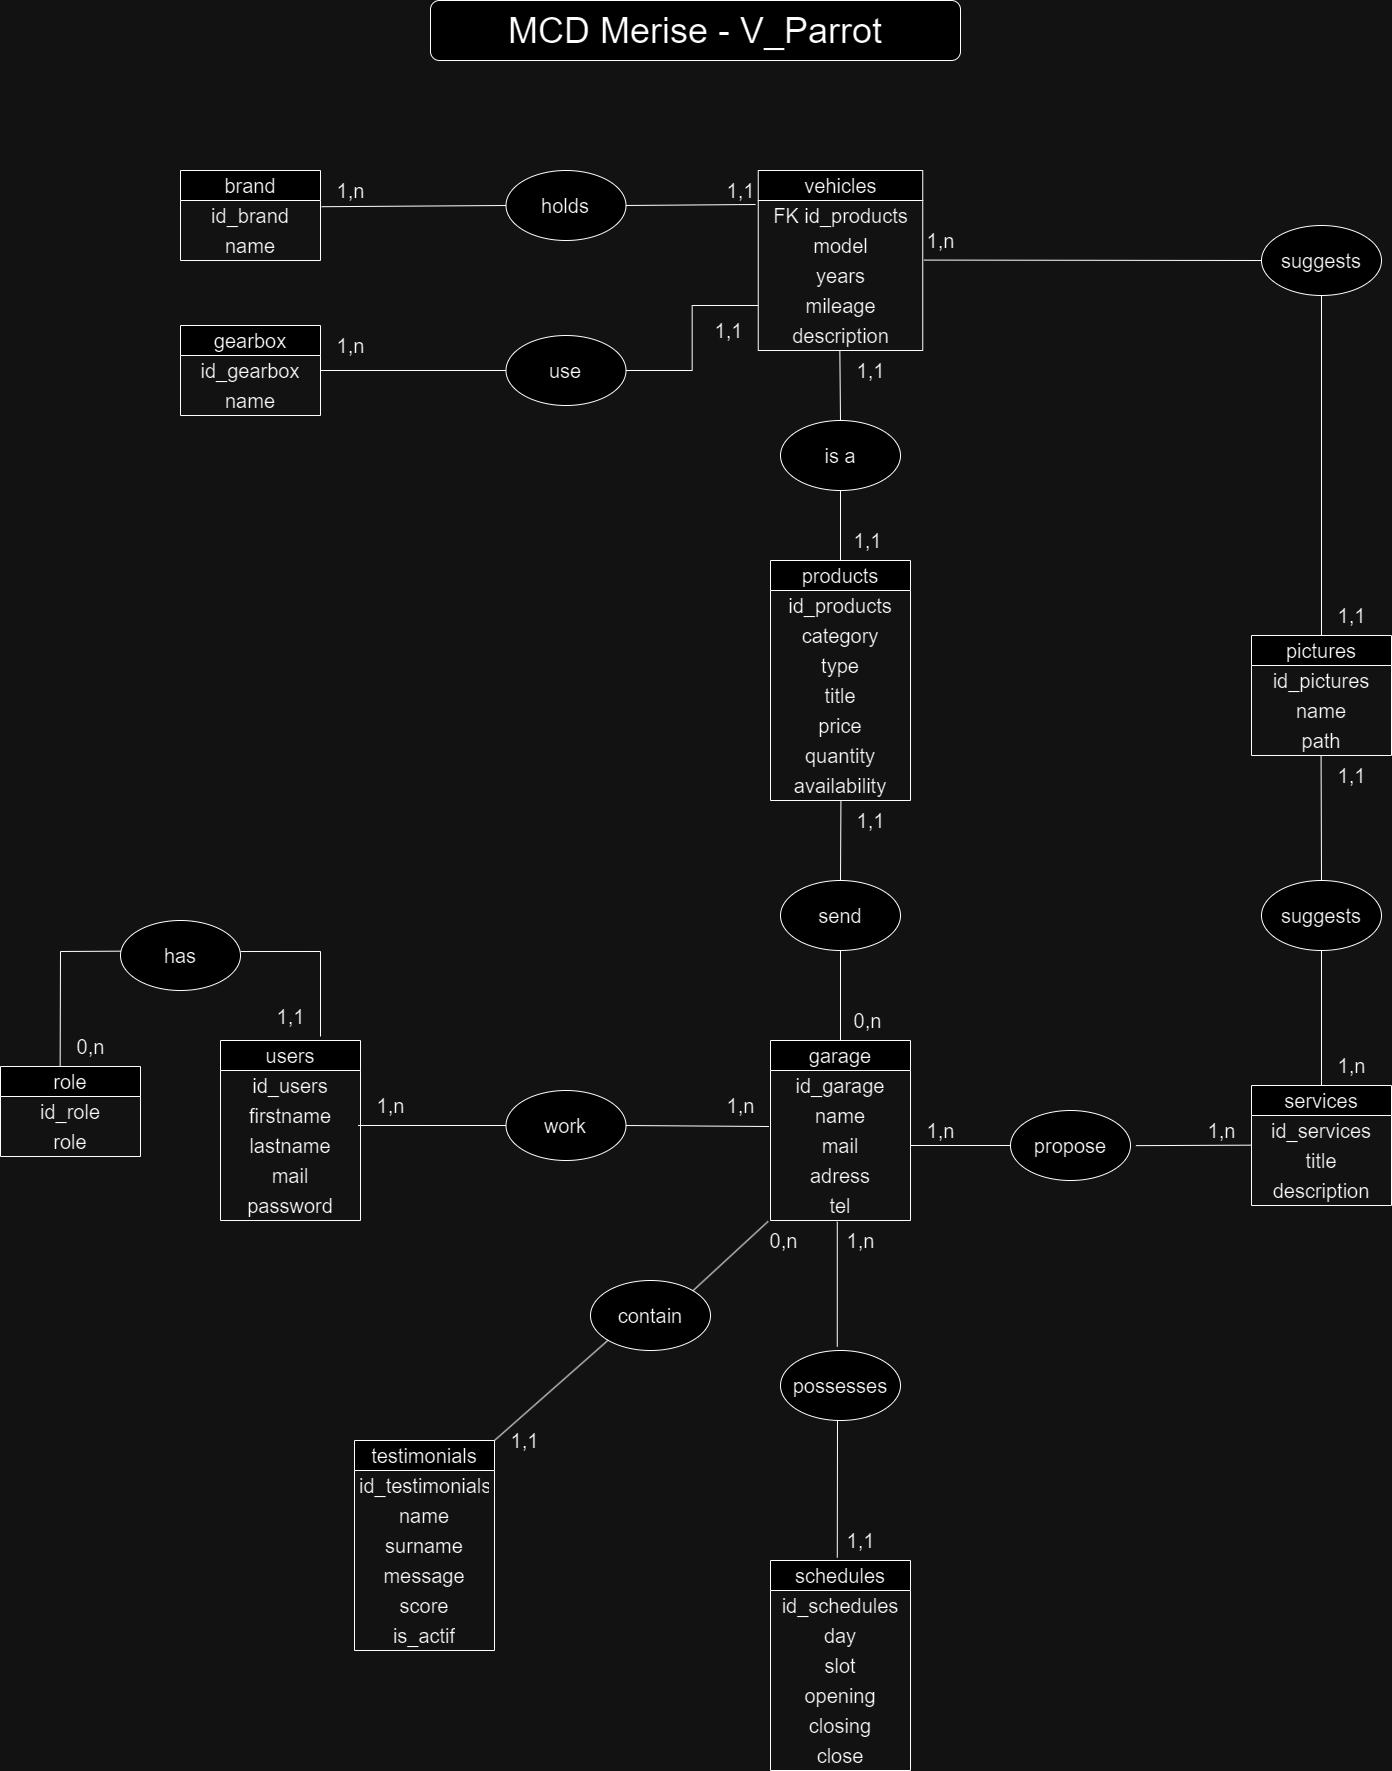 MCD Merise - V_Parrot
brand
id_brand
name
1,n
holds
1,1
vehicles
FK id_products
model
years
mileage
description
1,n
suggests
gearbox
id_gearbox
name
1,n
use
1,1
1,1
is a
1,1
products
id_products
category
type
title
price
quantity
availability
1,1
pictures
id_pictures
name
path
1,1
1,1
send
suggests
0,n
1,n
has
0,n
1,1
role
id_role
role
users
id_users
firstname
lastname
mail
password
1,n
work
1,n
garage
id_garage
name
mail
adress
tel
1,n
propose
1,n
services
id_services
title
description
0,n
1,n
contain
1,1
possesses
1,1
testimonials
id_testimonials
name
surname
message
score
is_actif
schedules
id_schedules
day
slot
opening
closing
close